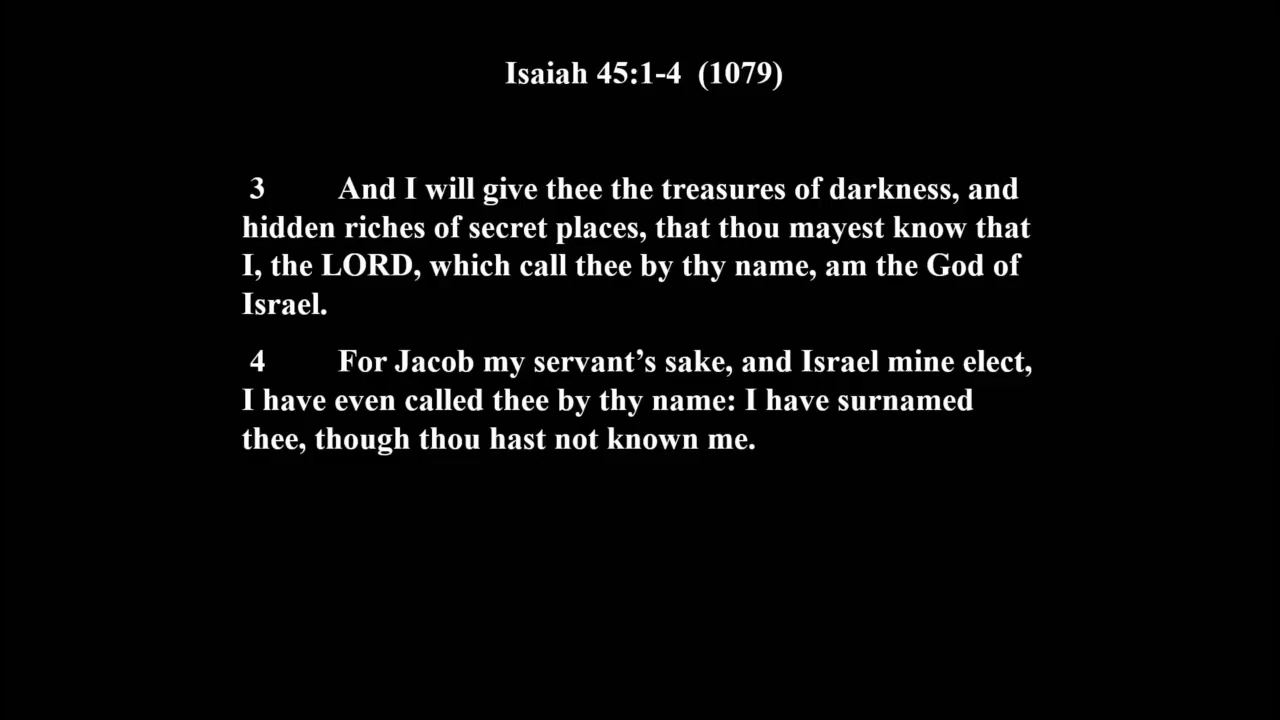 Isaiah 45:1-4  (1079)
3 And I will give thee the treasures of darkness, and
hidden riches of secret places, that thou mayest know that
I, the LORD, which call thee by thy name, am the God of
Israel.
4 For Jacob my servant’s sake, and Israel mine elect,
I have even called thee by thy name: I have surnamed
thee, though thou hast not known me.